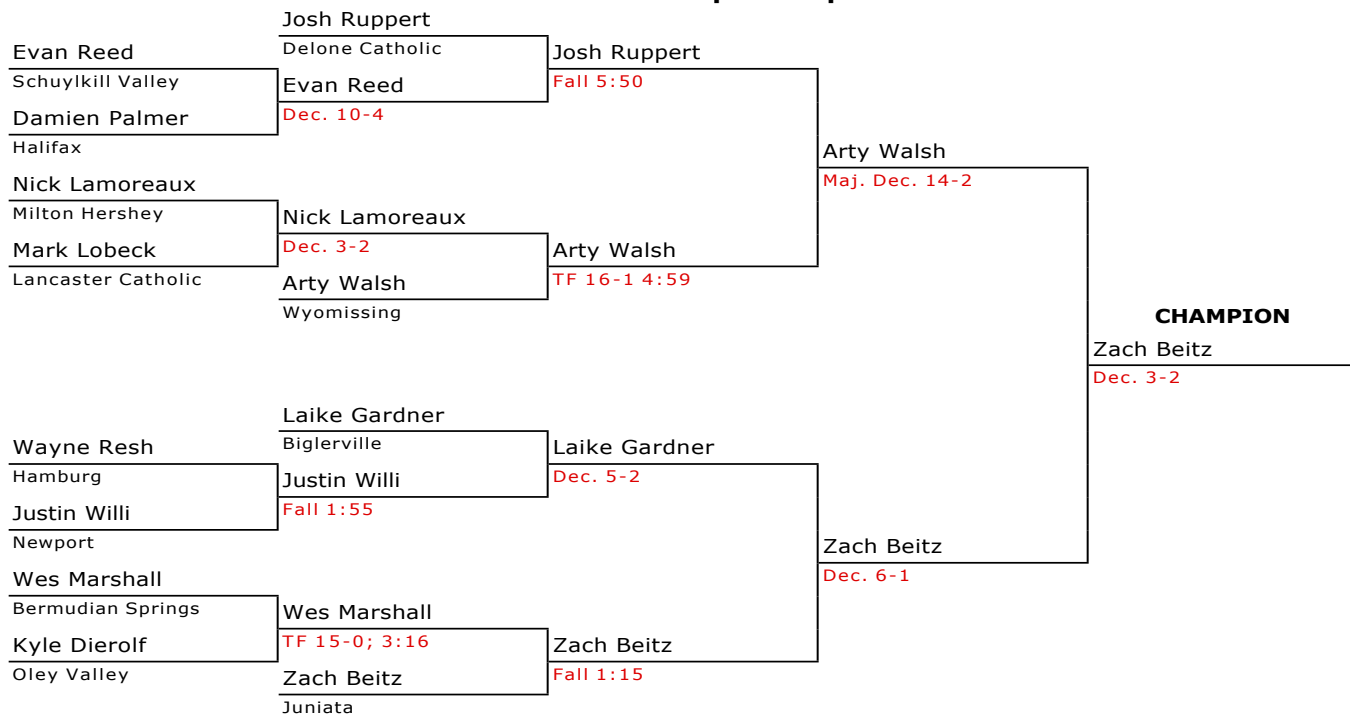 Josh Ruppert
Delone Catholic
Evan Reed
Schuylkill Valley
Evan Reed
Dec. 10-4
Damien Palmer
Halifax
Josh Ruppert
Fall 5:50
Nick Lamoreaux
Milton Hershey
Nick Lamoreaux
Dec. 3-2
Mark Lobeck
Lancaster Catholic
Arty Walsh
Wyomissing
Arty Walsh
TF 16-1 4:59
Arty Walsh
Maj. Dec. 14-2
CHAMPION
Zach Beitz
Dec. 3-2
Laike Gardner
Biglerville
Wayne Resh
Hamburg
Justin Willi
Fall 1:55
Justin Willi
Newport
Laike Gardner
Dec. 5-2
Zach Beitz
Dec. 6-1
Wes Marshall
Bermudian Springs
Wes Marshall
TF 15-0; 3:16
Kyle Dierolf
Oley Valley
Zach Beitz
Juniata
Zach Beitz
Fall 1:15